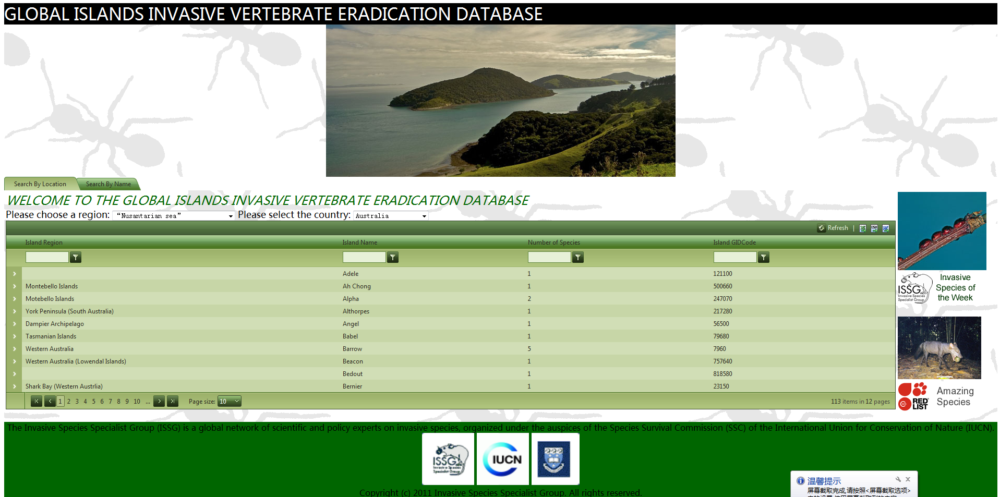 GLOBAL ISLANDS INVASIVE VERTEBRATE ERADICATION DATABASE
Search By Location Search By Name
WELCOME TO THE GLOBAL ISLANDS INVASIVE VERTEBRATE ERADICATION DATABASE
Please choose a region: “Nusantarian sea” Please select the country: Australia
Refresh |
Island Region Island Name Number of Species Island GIDCode
Adele 1 121100
Montebello Islands Ah Chong 1 500660
Motebello Islands Alpha 2 247070
York Peninsula (South Australia) Althorpes 1 217280
Dampier Archipelago Angel 1 56500
Tasmanian Islands Babel 1 79680
Western Australia Barrow 5 7960
Western Australia (Lowendal Islands) Beacon 1 757640
Bedout 1 818580
Shark Bay (Western Austrlia) Bernier 1 23150
1 2 3 4 5 6 7 8 9 10 ... Page size: 10 113 items in 12 pages
ISSG
Invasive Species
Specialist Group
Invasive
Species of
the Week
RED
LIST
Amazing
Species
The Invasive Species Specialist Group (ISSG) is a global network of scientific and policy experts on invasive species, organized under the auspices of the Species Survival Commission (SSC) of the International Union for Conservation of Nature (IUCN).
ISSG
Invasive Species
Specialist Group
IUCN
Copyright (c) 2011 Invasive Species Specialist Group. All rights reserved.
温馨提示
屏幕截取完成,请按照<屏幕截取选项>